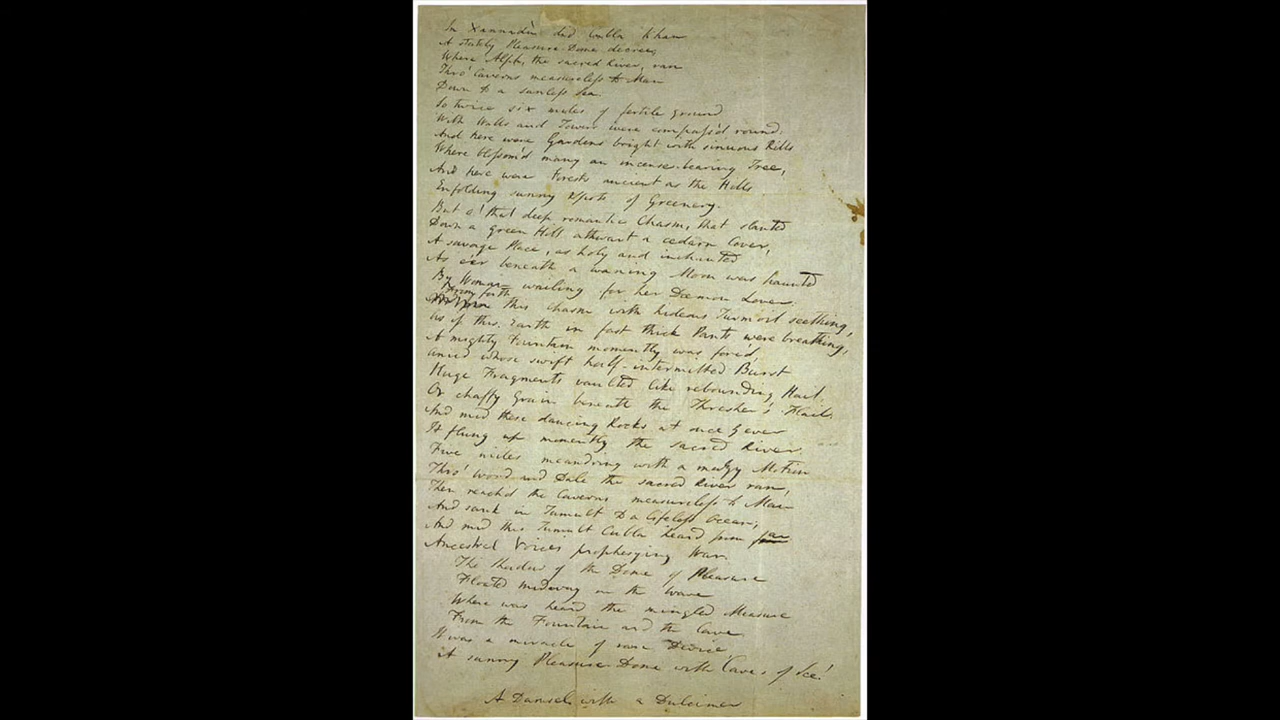 In Xannadù did Cubla Khan
A stately Pleasure-Dome decree;
Where Alph, the sacred River, ran
Thro' Caverns measureless to Man
Down to a sunless Sea.
So twice six miles of fertile ground
With Walls and Towers were compass'd round:
And here were Gardens bright with sinuous Rills
Where blossom'd many an incense-bearing Tree,
And here were Forests ancient as the Hills
Enfolding sunny Spots of Greenery.
But o! that deep romantic Chasm, that slanted
Down a green Hill athwart a cedarn Cover,
A savage Place, as holy and inchanted
As e'er beneath a waning Moon was haunted
By Woman wailing for her Dæmon Lover:
From forth
this Chasm with hideous Turmoil seething,
As if this Earth in fast thick Pants were breathing,
A mighty Fountain momently was forc'd,
Amid whose swift half-intermitted Burst
Huge Fragments vaulted like rebounding Hail,
Or chaffy Grain beneath the Thresher's Flail.
And mid these dancing Rocks at once & ever
It flung up momently the sacred River.
Five miles meandring with a mazy Motion
Thro' Wood and Dale the sacred River ran,
Then reach'd the Caverns measureless to Man
And sank in Tumult to a lifeless Ocean;
And mid this Tumult Cubla heard from far
Ancestral Voices prophesying War.
The Shadow of the Dome of Pleasure
Floated midway on the Wave
Where was heard the mingled Measure
From the Fountain and the Cave
It was a miracle of rare Device
A sunny Pleasure-Dome with Caves of Ice!
A Damsel with a Dulcimer